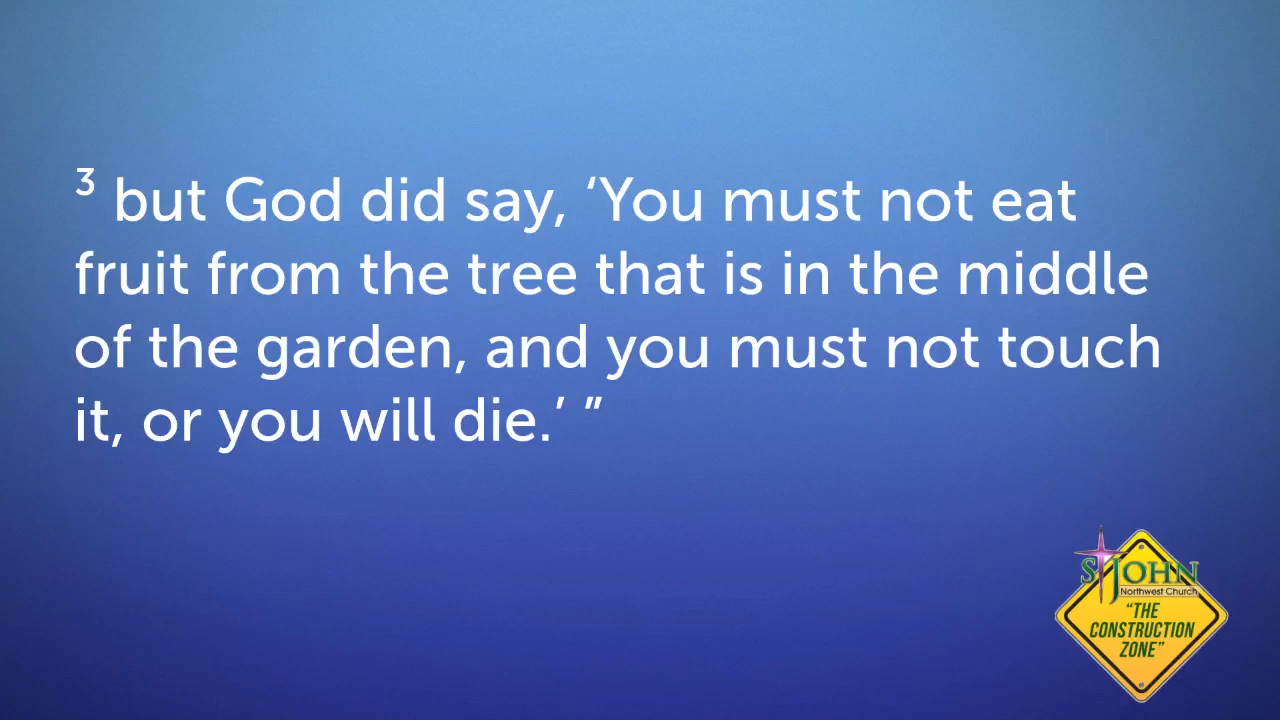 ³ but God did say, ‘You must not eat
fruit from the tree that is in the middle
of the garden, and you must not touch
it, or you will die.’ ”
ST JOHN
Northwest Church
“THE
CONSTRUCTION
ZONE”